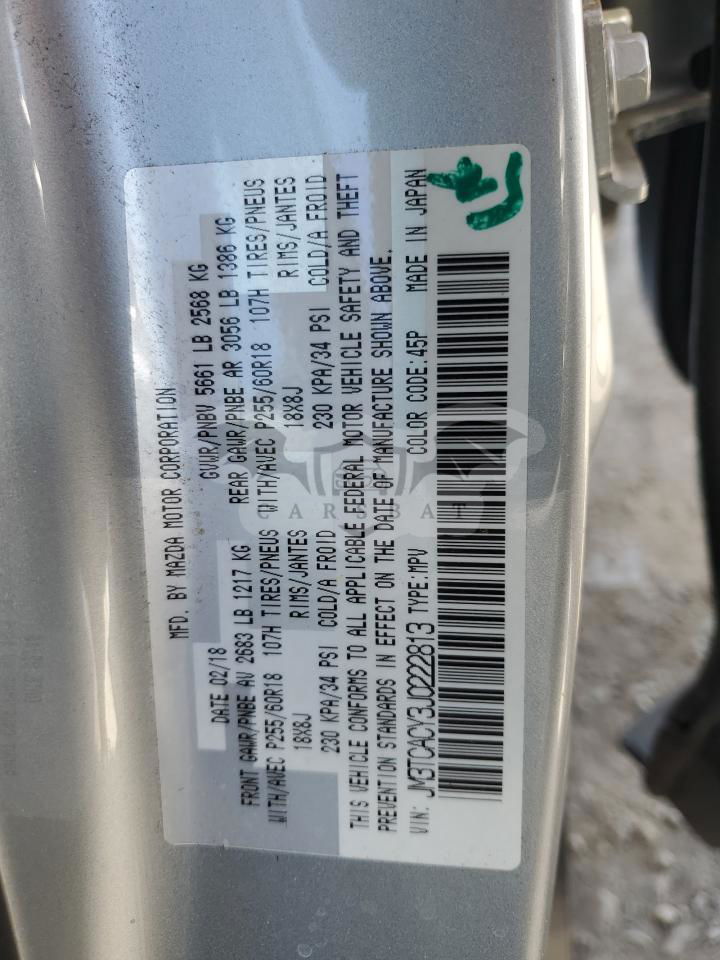 MFD. BY MAZDA MOTOR CORPORATION
DATE 02/18 GVWR/PNBV 5661 LB 2568 KG
FRONT GAWR/PNBE AV 2683 LB 1217 KG REAR GAWR/PNBE AR 3056 LB 1386 KG
WITH/AVEC P255/60R18 107H TIRES/PNEUS WITH/AVEC P255/60R18 107H TIRES/PNEUS
18X8J RIMS/JANTES 18X8J RIMS/JANTES
230 KPA/34 PSI COLD/A FROID 230 KPA/34 PSI COLD/A FROID
THIS VEHICLE CONFORMS TO ALL APPLICABLE FEDERAL MOTOR VEHICLE SAFETY AND THEFT
PREVENTION STANDARDS IN EFFECT ON THE DATE OF MANUFACTURE SHOWN ABOVE.
VIN: JM3TCACY3J0222813 TYPE:MPV COLOR CODE:45P MADE IN JAPAN
CARSBAT